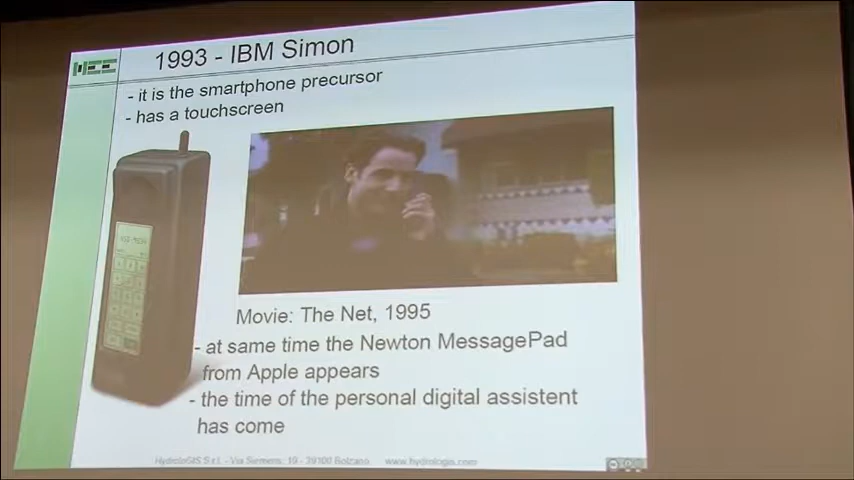 1993 - IBM Simon
- it is the smartphone precursor
- has a touchscreen
Movie: The Net, 1995
- at same time the Newton MessagePad
from Apple appears
- the time of the personal digital assistent
has come
HydroloGIS S.r.l. - Via Siemens, 19 - 39100 Bolzano www.hydrologis.com